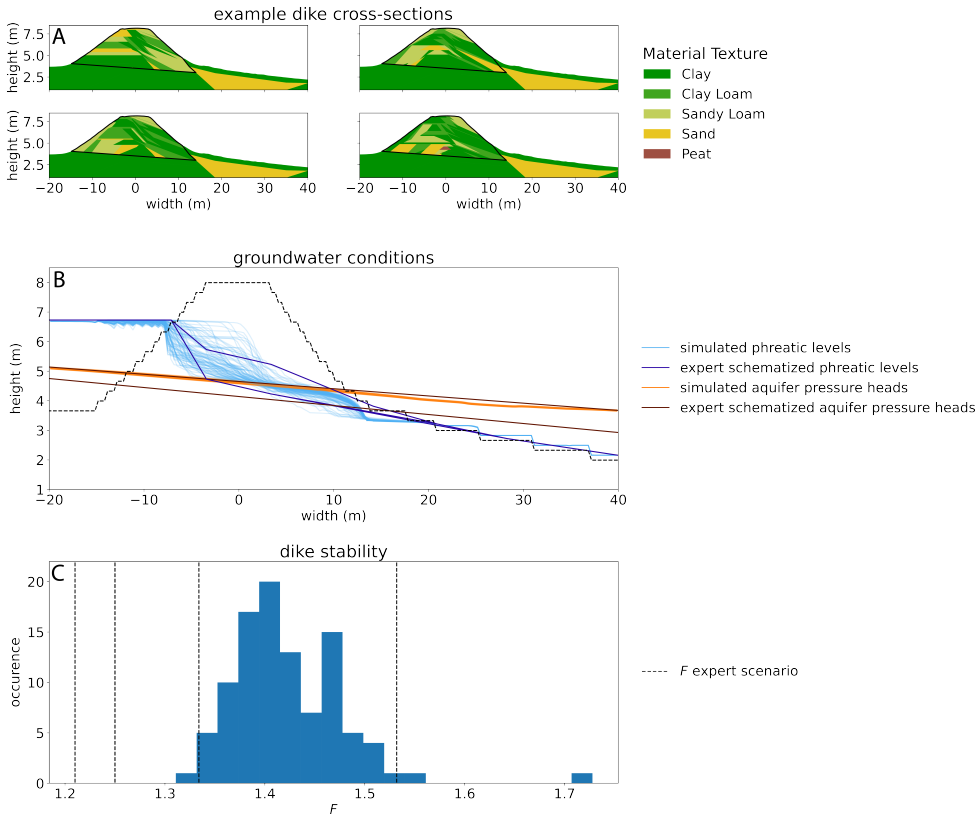 example dike cross-sections
A
height (m)
7.5
5.0
2.5
Material Texture
Clay
Clay Loam
Sandy Loam
Sand
Peat
height (m)
7.5
5.0
2.5
−20 −10 0 10 20 30 40
width (m)
−20 −10 0 10 20 30 40
width (m)
groundwater conditions
B
height (m)
8
7
6
5
4
3
2
1
−20 −10 0 10 20 30 40
width (m)
simulated phreatic levels
expert schematized phreatic levels
simulated aquifer pressure heads
expert schematized aquifer pressure heads
dike stability
C
occurence
20
15
10
5
0
1.2 1.3 1.4 1.5 1.6 1.7
F
F expert scenario